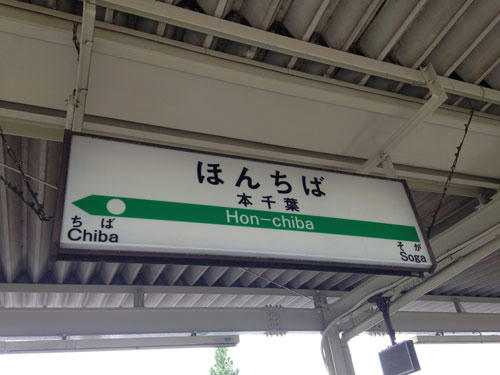 ほんちば
本千葉
Hon-chiba
ちば
Chiba
そが
Soga